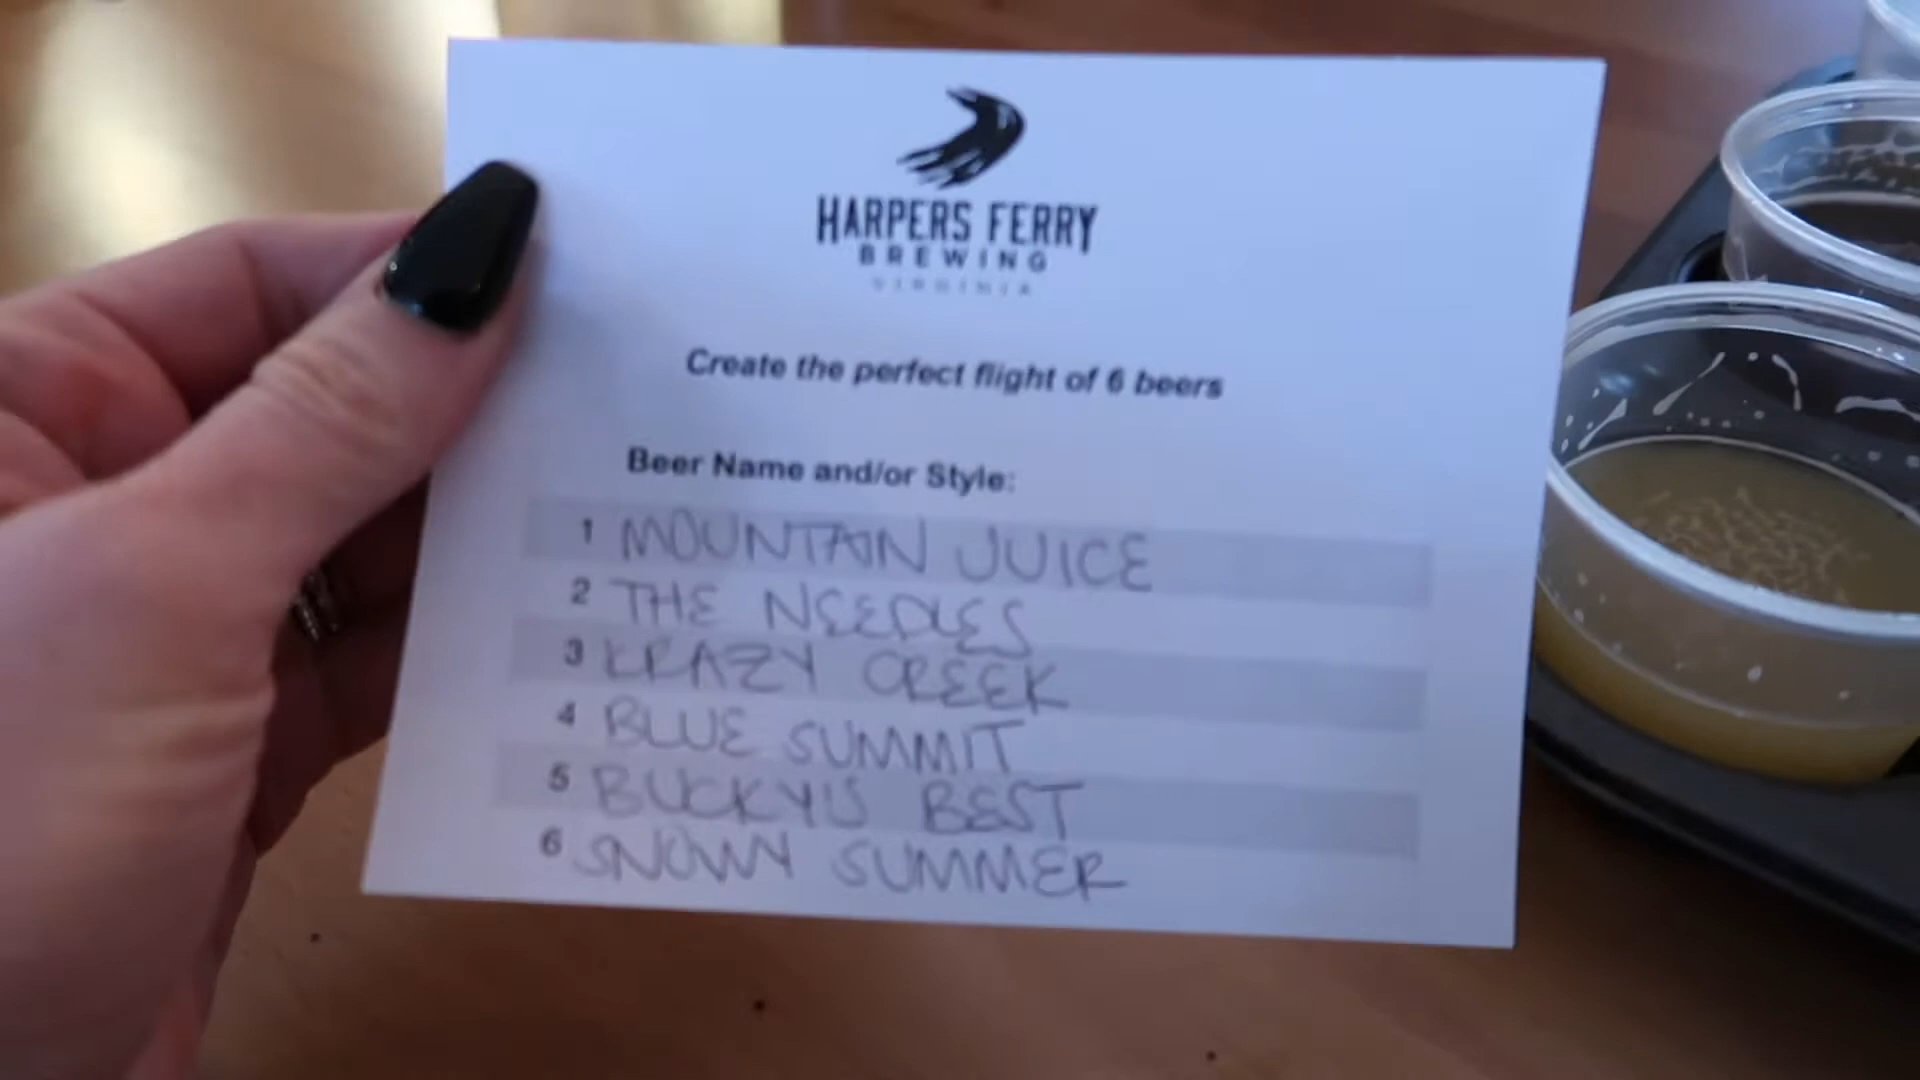 HARPERS FERRY
BREWING
VIRGINIA
Create the perfect flight of 6 beers
Beer Name and/or Style:
1 MOUNTAIN JUICE
2 THE NEEDLES
3 KRAZY CREEK
4 BLUE SUMMIT
5 BUCKY'S BEST
6 SNOWY SUMMER